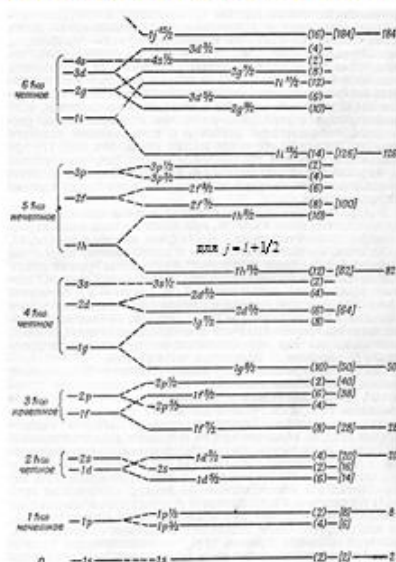 1j 15/2 (16) [184] 184
3d 3/2 (4)
4s 4s 1/2 (2)
3d 2g 7/2 (8)
6 ħω 2g 1i 11/2 (12)
четное 3d 5/2 (6)
2g 9/2 (10)
1i
1i 13/2 (14) [126] 126
3p 3p 1/2 (2)
3p 3/2 (4)
2f 2f 5/2 (6)
5 ħω 2f 7/2 (8) [100]
нечетное 1h 9/2 (10)
1h для j = l + 1/2
1h 11/2 (12) [82] 82
3s 3s 1/2 (2)
2d 2d 3/2 (4)
4 ħω 2d 5/2 (6) [64]
четное 1g 7/2 (8)
1g
1g 9/2 (10) [50] 50
2p 1/2 (2) [40]
3 ħω 2p 1f 5/2 (6) [38]
нечетное 1f 2p 3/2 (4)
1f 7/2 (8) [28] 28
2 ħω 2s 1d 3/2 (4) [20]
четное 1d 2s (2) [16]
1d 5/2 (6) [14]
1 ħω 1p 1p 1/2 (2) [8] 8
нечетное 1p 3/2 (4) [6]
0 1s 1s (2) [2] 2